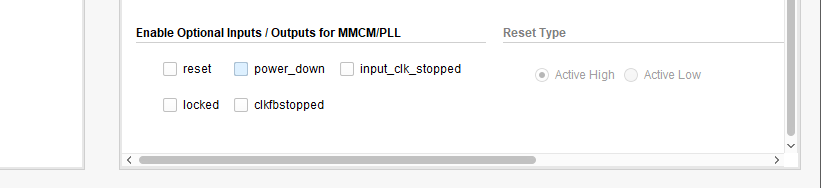 Enable Optional Inputs / Outputs for MMCM/PLL
Reset Type
reset
power_down
input_clk_stopped
Active High
Active Low
locked
clkfbstopped